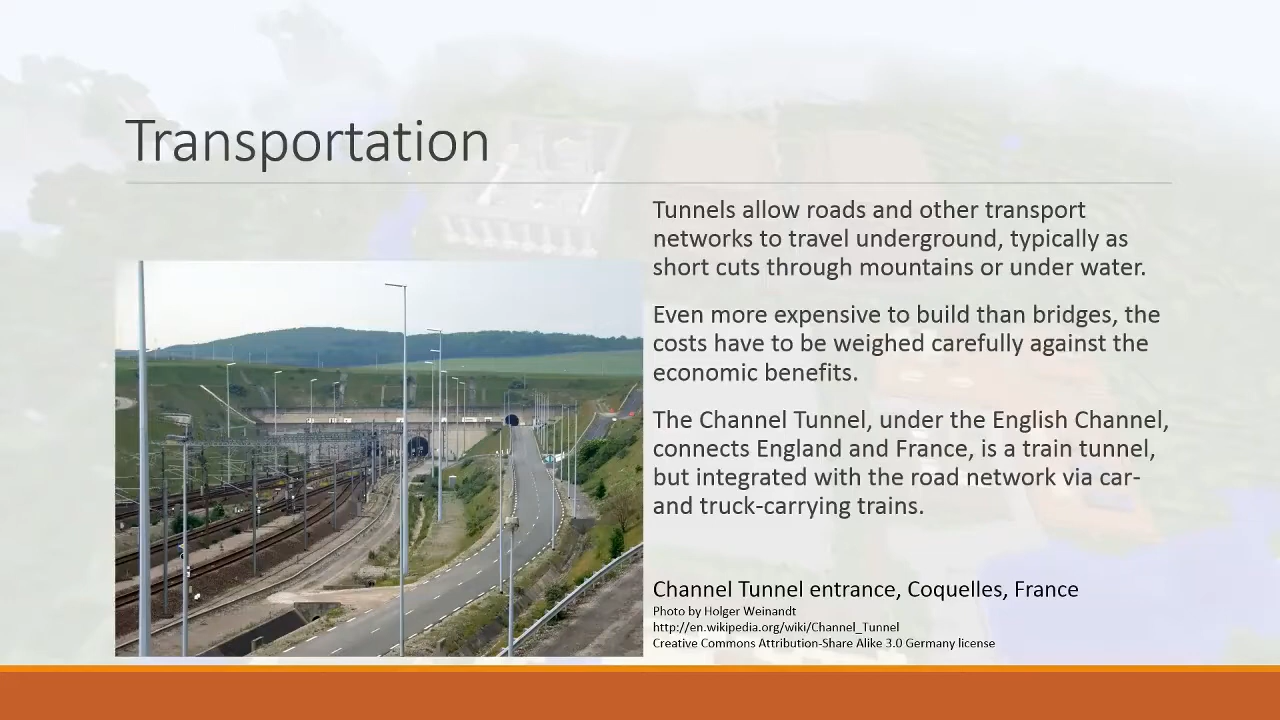 Transportation
Tunnels allow roads and other transport
networks to travel underground, typically as
short cuts through mountains or under water.
Even more expensive to build than bridges, the
costs have to be weighed carefully against the
economic benefits.
The Channel Tunnel, under the English Channel,
connects England and France, is a train tunnel,
but integrated with the road network via car-
and truck-carrying trains.
Channel Tunnel entrance, Coquelles, France
Photo by Holger Weinandt
http://en.wikipedia.org/wiki/Channel_Tunnel
Creative Commons Attribution-Share Alike 3.0 Germany license